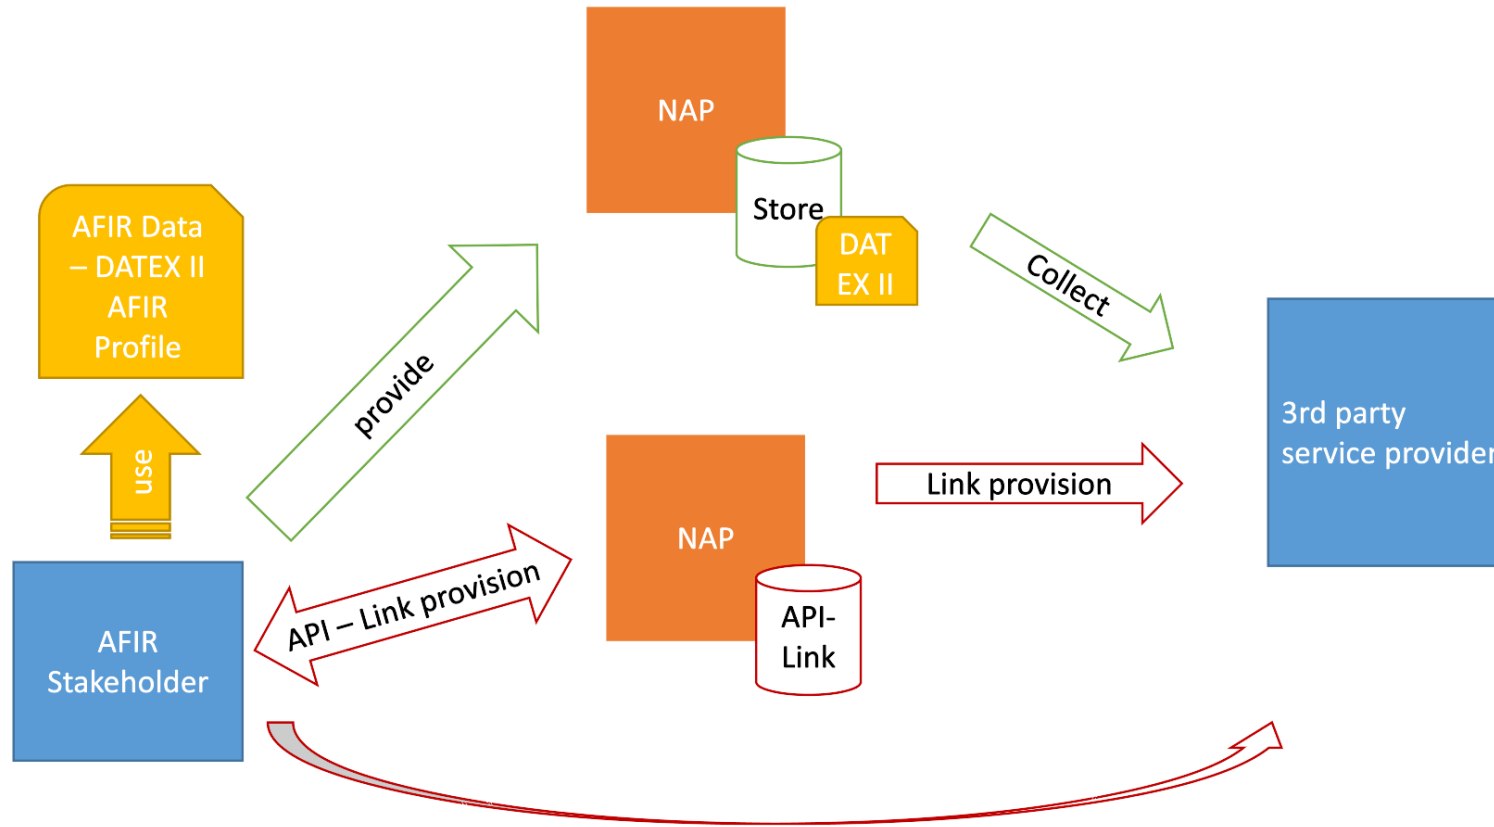 NAP
Store
DAT
EX II
AFIR Data
– DATEX II
AFIR
Profile
provide
Collect
use
3rd party
service provider
NAP
Link provision
API – Link provision
API-
Link
AFIR
Stakeholder